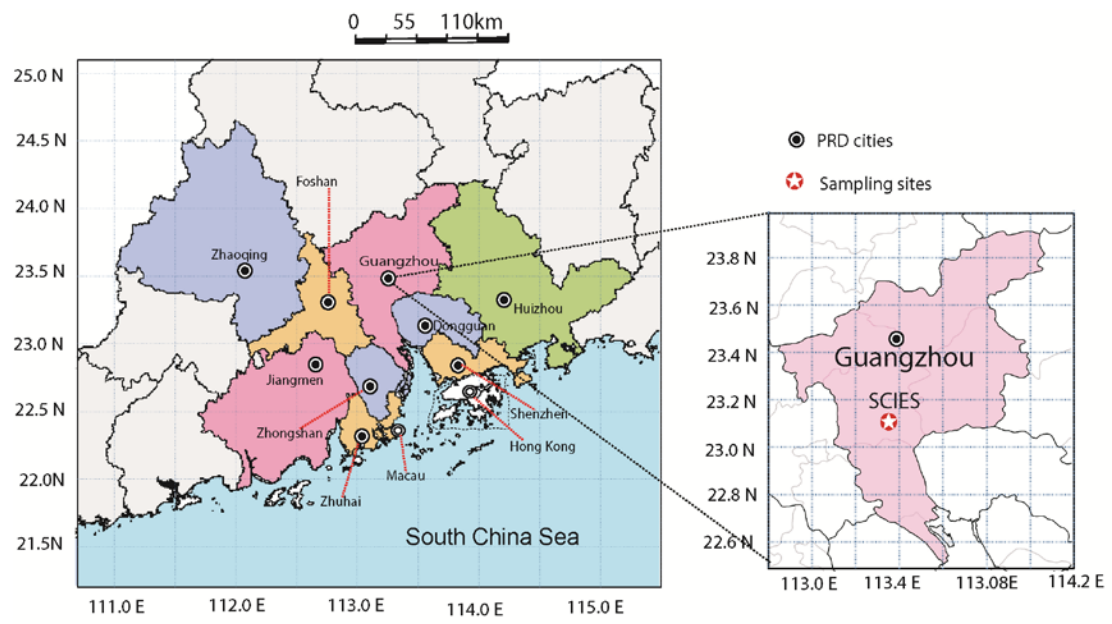 0 55 110km
25.0 N
24.5 N
24.0 N
23.5 N
23.0 N
22.5 N
22.0N
21.5N
111.0 E 112.0 E 113.0 E 114.0 E 115.0 E
Foshan
Zhaoqing
Guangzhou
Huizhou
Dongguan
Jiangmen
Zhongshan
Shenzhen
Hong Kong
Macau
Zhuhai
South China Sea
PRD cities
Sampling sites
23.8 N
23.6 N
23.4 N
23.2 N
23.0 N
22.8 N
22.6 N
Guangzhou
SCIES
113.0 E 113.4 E 113.08E 114.2 E